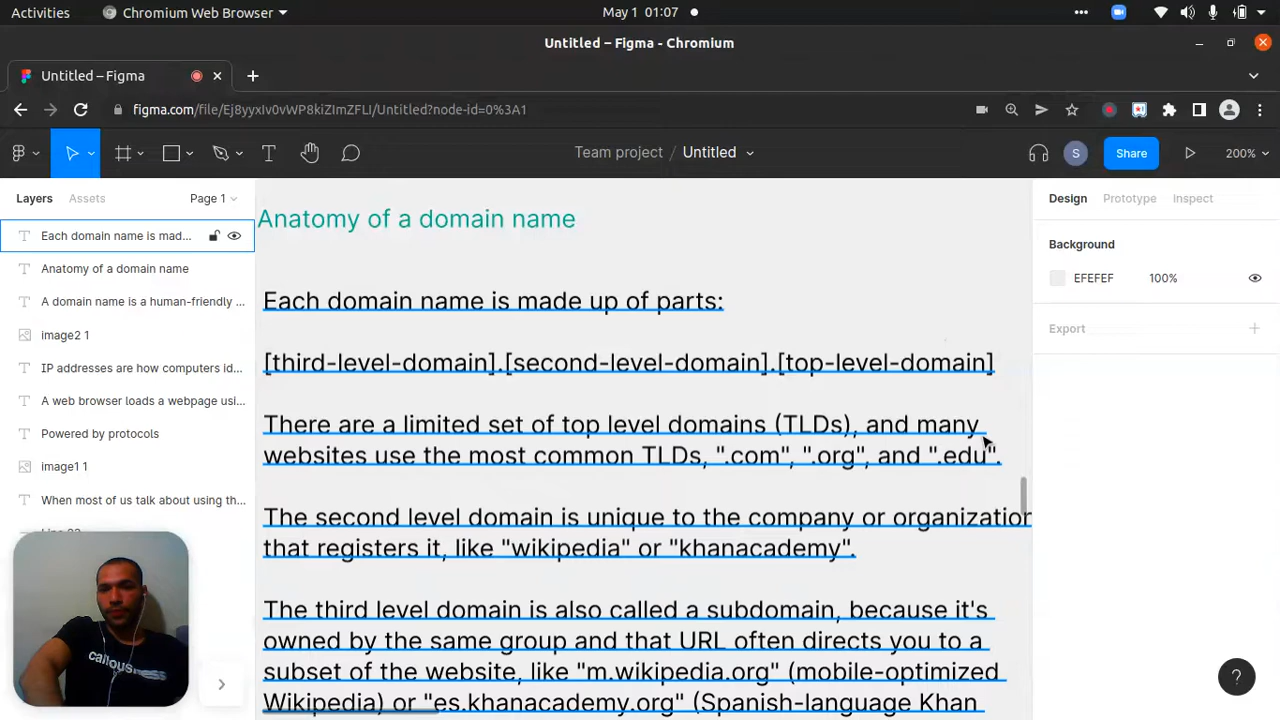 Activities
Chromium Web Browser
May 1 01:07
Untitled – Figma - Chromium
Untitled – Figma
figma.com/file/Ej8yyxIv0vWP8kiZImZFLI/Untitled?node-id=0%3A1
Team project / Untitled
S
Share
200%
Layers
Assets
Page 1
Design
Prototype
Inspect
Each domain name is mad...
Anatomy of a domain name
A domain name is a human-friendly ...
image2 1
IP addresses are how computers id...
A web browser loads a webpage usi...
Powered by protocols
image1 1
When most of us talk about using th...
Anatomy of a domain name
Each domain name is made up of parts:
[third-level-domain].[second-level-domain].[top-level-domain]
There are a limited set of top level domains (TLDs), and many
websites use the most common TLDs, ".com", ".org", and ".edu".
The second level domain is unique to the company or organization
that registers it, like "wikipedia" or "khanacademy".
The third level domain is also called a subdomain, because it's
owned by the same group and that URL often directs you to a
subset of the website, like "m.wikipedia.org" (mobile-optimized
Wikipedia) or "es.khanacademy.org" (Spanish-language Khan
Background
EFEFEF
100%
Export
?